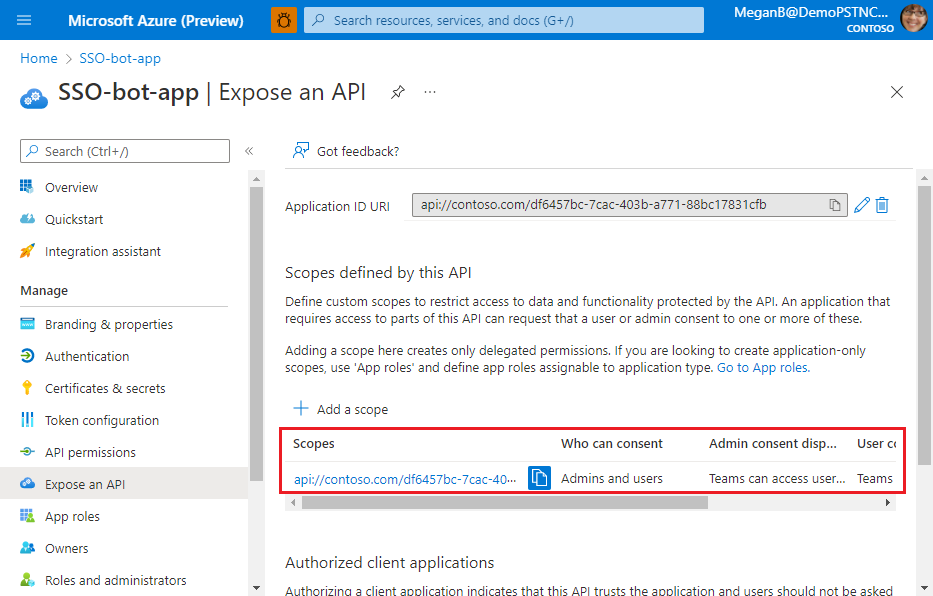 Microsoft Azure (Preview)
Search resources, services, and docs (G+/)
MeganB@DemoPSTNC...
CONTOSO
Home > SSO-bot-app
SSO-bot-app | Expose an API
Search (Ctrl+/)
«
Got feedback?
Overview
Quickstart
Integration assistant
Manage
Branding & properties
Authentication
Certificates & secrets
Token configuration
API permissions
Expose an API
App roles
Owners
Roles and administrators
Application ID URI
api://contoso.com/df6457bc-7cac-403b-a771-88bc17831cfb
Scopes defined by this API
Define custom scopes to restrict access to data and functionality protected by the API. An application that
requires access to parts of this API can request that a user or admin consent to one or more of these.
Adding a scope here creates only delegated permissions. If you are looking to create application-only
scopes, use 'App roles' and define app roles assignable to application type. Go to App roles.
Add a scope
Scopes Who can consent Admin consent disp... User co
api://contoso.com/df6457bc-7cac-40... Admins and users Teams can access user... Teams
Authorized client applications
Authorizing a client application indicates that this API trusts the application and users should not be asked